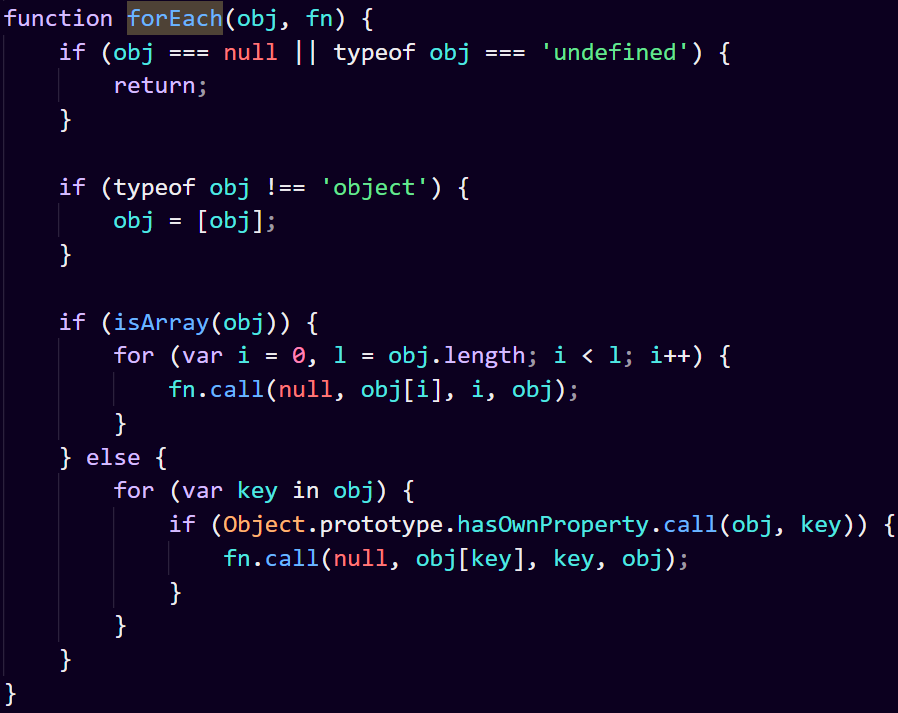 function forEach(obj, fn) {
    if (obj === null || typeof obj === 'undefined') {
        return;
    }

    if (typeof obj !== 'object') {
        obj = [obj];
    }

    if (isArray(obj)) {
        for (var i = 0, l = obj.length; i < l; i++) {
            fn.call(null, obj[i], i, obj);
        }
    } else {
        for (var key in obj) {
            if (Object.prototype.hasOwnProperty.call(obj, key)) {
                fn.call(null, obj[key], key, obj);
            }
        }
    }
}